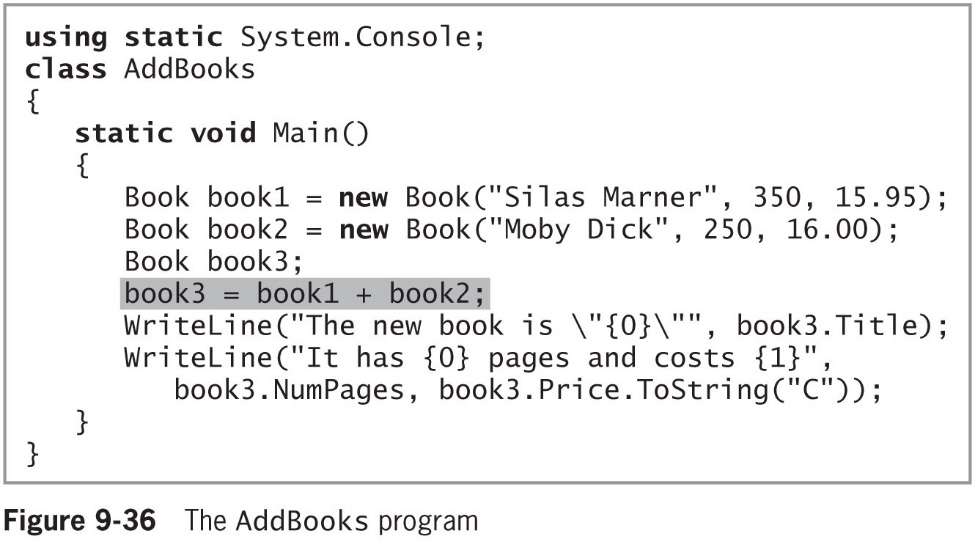 using static System.Console;
class AddBooks
{
   static void Main()
   {
      Book book1 = new Book("Silas Marner", 350, 15.95);
      Book book2 = new Book("Moby Dick", 250, 16.00);
      Book book3;
      book3 = book1 + book2;
      WriteLine("The new book is \"{0}\"", book3.Title);
      WriteLine("It has {0} pages and costs {1}",
         book3.NumPages, book3.Price.ToString("C"));
   }
}
Figure 9-36 The AddBooks program